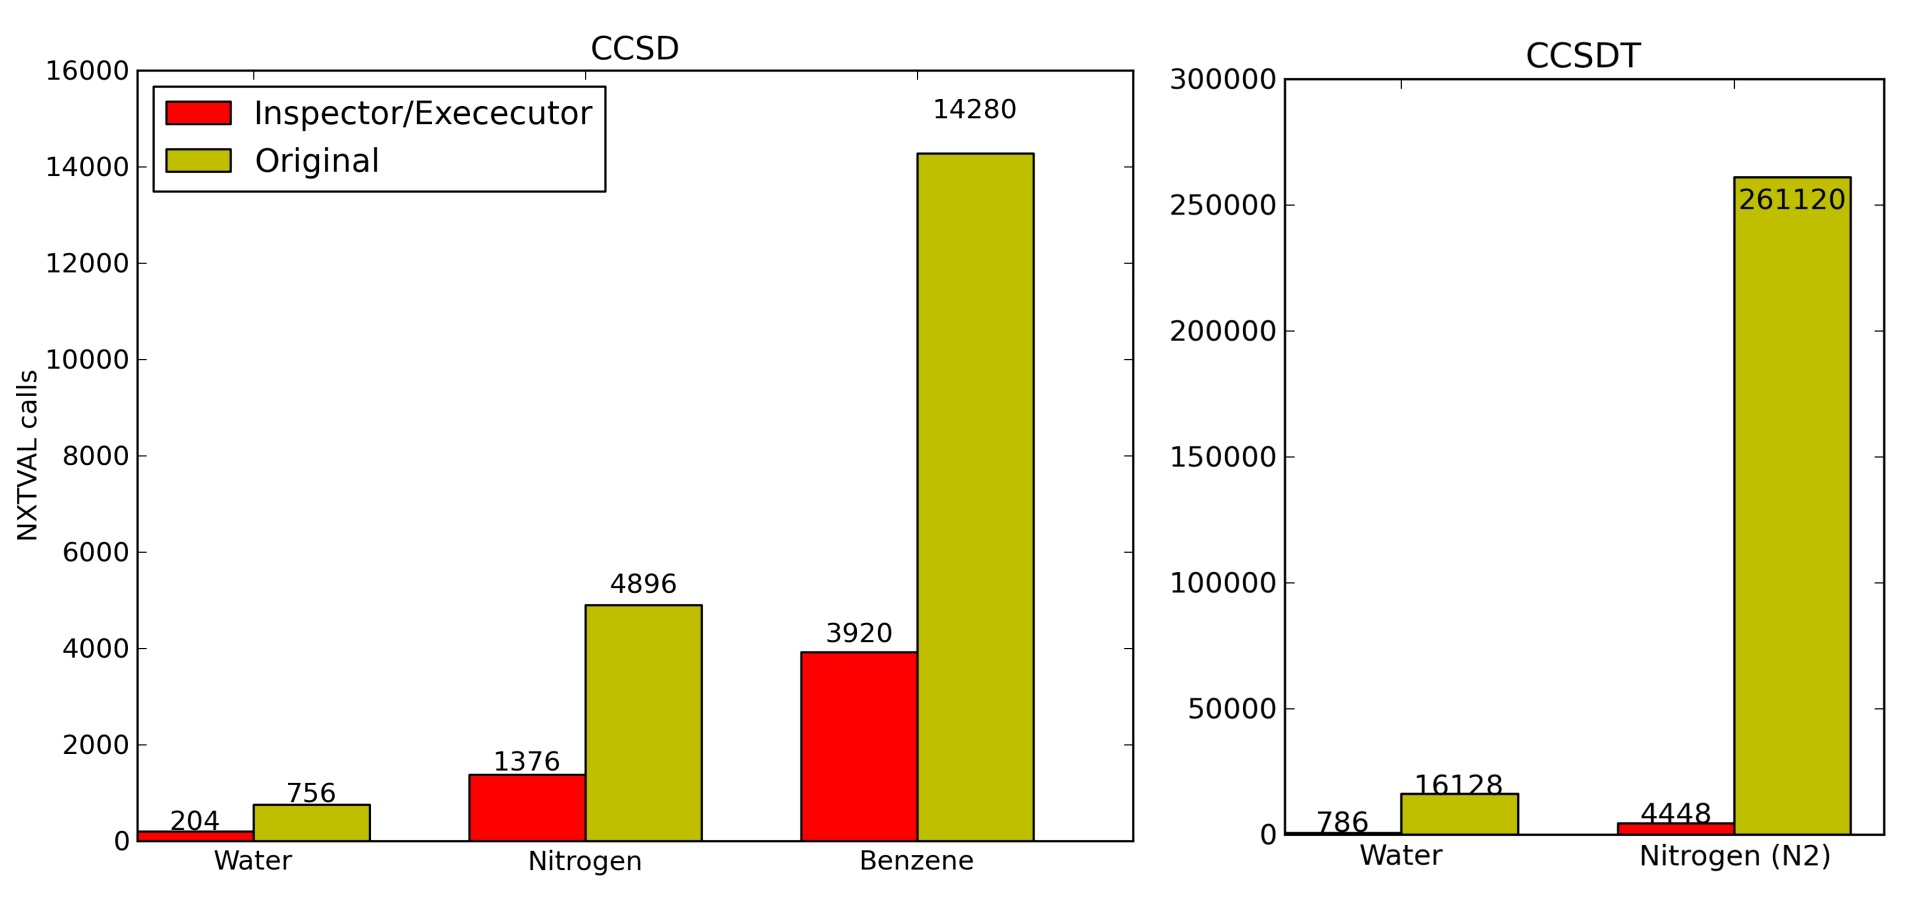 CCSD
16000
14000
12000
10000
8000
6000
4000
2000
0
NXTVAL calls
Inspector/Exececutor
Original
204
756
1376
4896
3920
14280
Water
Nitrogen
Benzene
CCSDT
300000
250000
200000
150000
100000
50000
0
786
16128
4448
261120
Water
Nitrogen (N2)